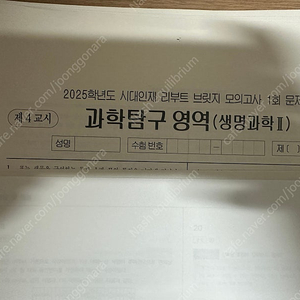 2025학년도 시대인재 리부트 브릿지 모의고사 1회 문제
제4교시
과학탐구 영역(생명과학Ⅱ)
성명
수험 번호
제 (